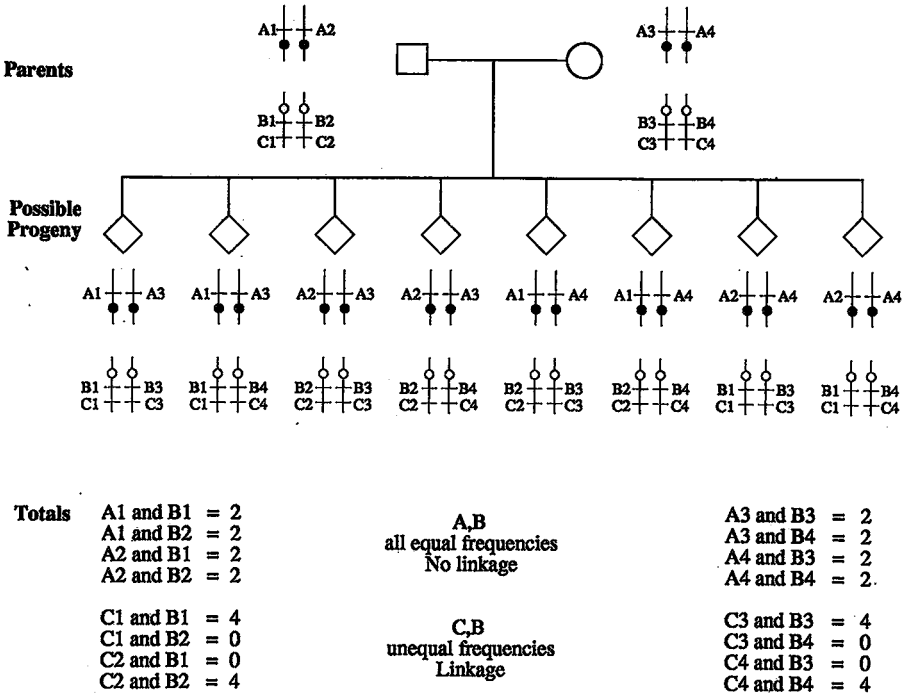 A1 A2 A3 A4
Parents
B1 B2 B3 B4
C1 C2 C3 C4
Possible
Progeny
A1 A3 A1 A3 A2 A3 A2 A3 A1 A4 A1 A4 A2 A4 A2 A4
B1 B3 B1 B4 B2 B3 B2 B4 B2 B3 B2 B4 B1 B3 B1 B4
C1 C3 C1 C4 C2 C3 C2 C4 C2 C3 C2 C4 C1 C3 C1 C4
Totals
A1 and B1 = 2
A1 and B2 = 2
A2 and B1 = 2
A2 and B2 = 2
A,B
all equal frequencies
No linkage
A3 and B3 = 2
A3 and B4 = 2
A4 and B3 = 2
A4 and B4 = 2.
C1 and B1 = 4
C1 and B2 = 0
C2 and B1 = 0
C2 and B2 = 4
C,B
unequal frequencies
Linkage
C3 and B3 = 4
C3 and B4 = 0
C4 and B3 = 0
C4 and B4 = 4